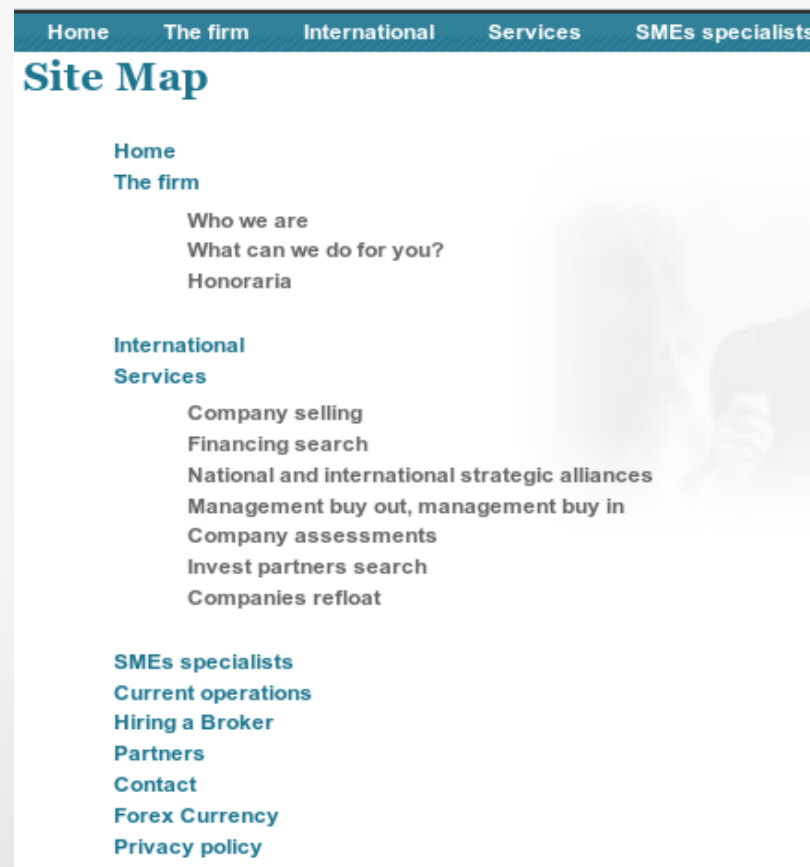 Home The firm International Services SMEs specialists
Site Map
Home
The firm
Who we are
What can we do for you?
Honoraria
International
Services
Company selling
Financing search
National and international strategic alliances
Management buy out, management buy in
Company assessments
Invest partners search
Companies refloat
SMEs specialists
Current operations
Hiring a Broker
Partners
Contact
Forex Currency
Privacy policy